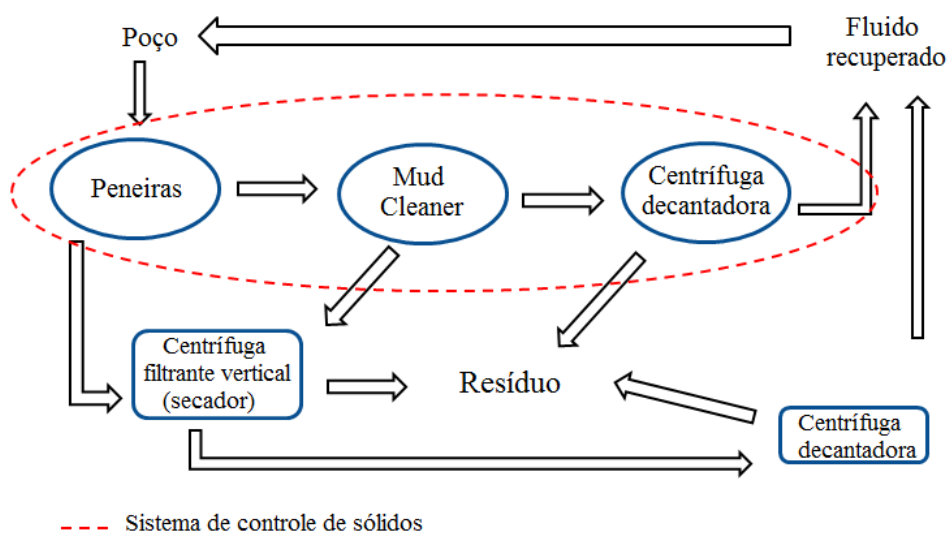 Poço
Fluido
recuperado
Peneiras
Mud
Cleaner
Centrífuga
decantadora
Centrífuga
filtrante vertical
(secador)
Resíduo
Centrífuga
decantadora
Sistema de controle de sólidos